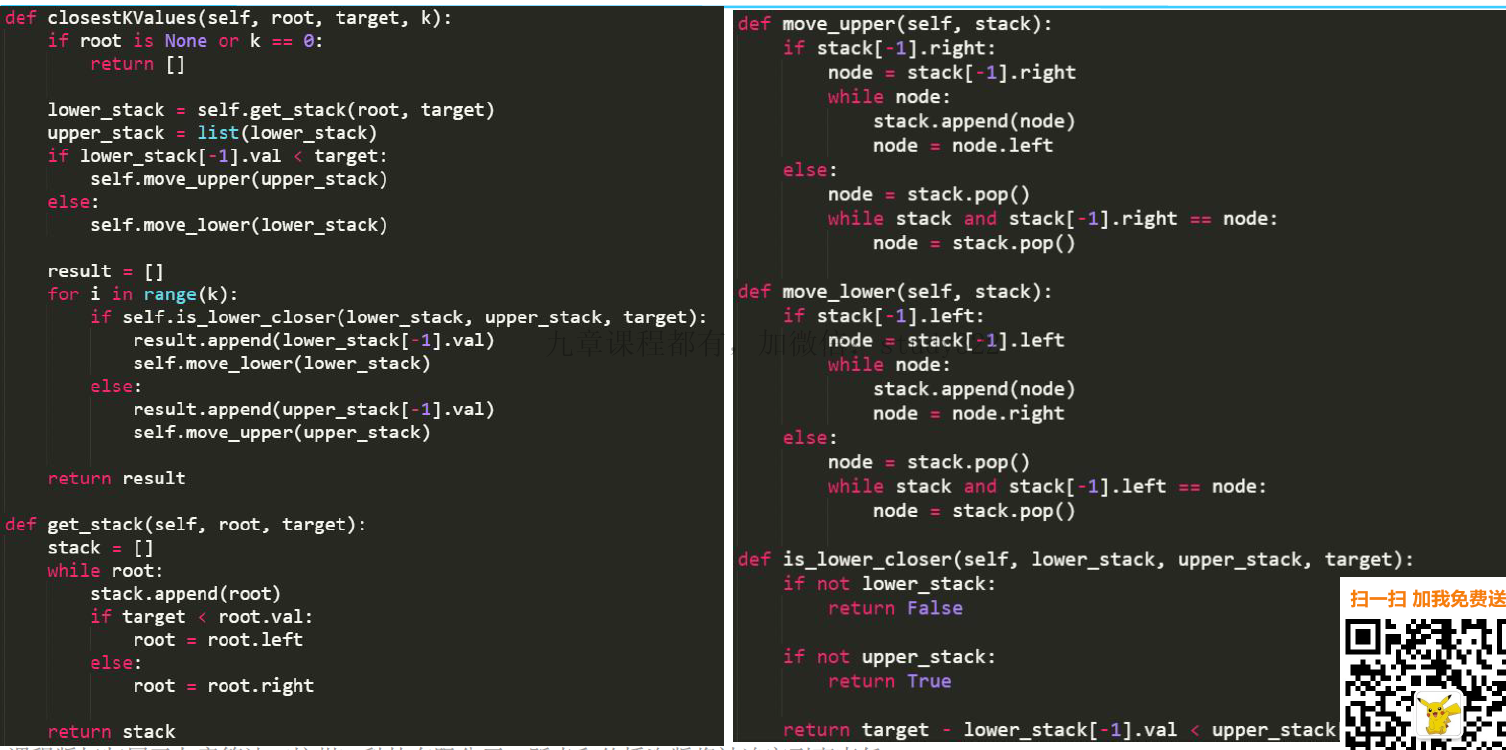 def closestKValues(self, root, target, k):
    if root is None or k == 0:
        return []

    lower_stack = self.get_stack(root, target)
    upper_stack = list(lower_stack)
    if lower_stack[-1].val < target:
        self.move_upper(upper_stack)
    else:
        self.move_lower(lower_stack)

    result = []
    for i in range(k):
        if self.is_lower_closer(lower_stack, upper_stack, target):
            result.append(lower_stack[-1].val)
            self.move_lower(lower_stack)
        else:
            result.append(upper_stack[-1].val)
            self.move_upper(upper_stack)

    return result

def get_stack(self, root, target):
    stack = []
    while root:
        stack.append(root)
        if target < root.val:
            root = root.left
        else:
            root = root.right

    return stack

def move_upper(self, stack):
    if stack[-1].right:
        node = stack[-1].right
        while node:
            stack.append(node)
            node = node.left
    else:
        node = stack.pop()
        while stack and stack[-1].right == node:
            node = stack.pop()

def move_lower(self, stack):
    if stack[-1].left:
        node = stack[-1].left
        while node:
            stack.append(node)
            node = node.right
    else:
        node = stack.pop()
        while stack and stack[-1].left == node:
            node = stack.pop()

def is_lower_closer(self, lower_stack, upper_stack, target):
    if not lower_stack:
        return False

    if not upper_stack:
        return True

    return target - lower_stack[-1].val < upper_stack
九章课程都有，加微信
扫一扫 加我免费送